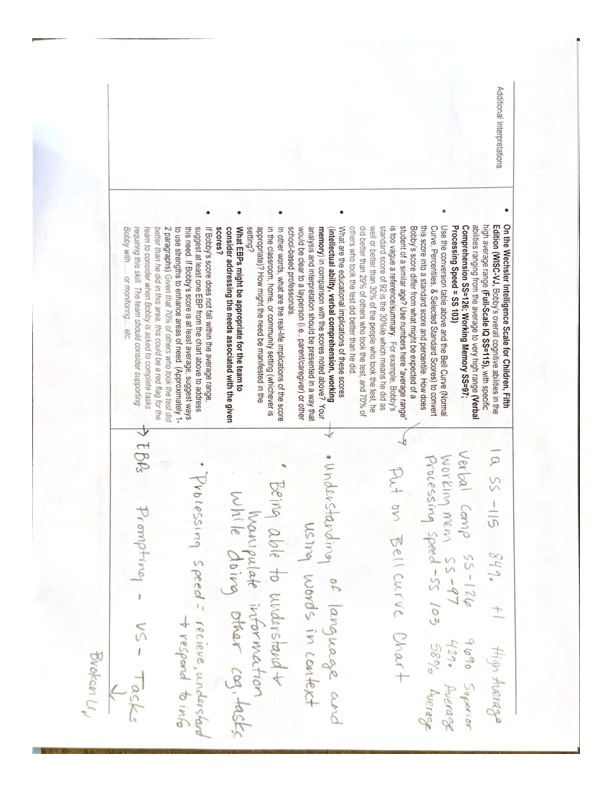 Additional Interpretations
• On the Wechsler Intelligence Scale for Children, Fifth
Edition (WISC-V), Bobby's overall cognitive abilities in the
high average range (Full-Scale IQ SS=115), with specific
abilities ranging from the average to very high range (Verbal
Comprehension SS=126; Working Memory SS=97;
Processing Speed = SS 103)
• Use the conversion table above and the Bell Curve (Normal
Curve, Percentiles, & Selected Standard Scores) to convert
this score into a standard score and percentile. How does
Bobby's score differ from what might be expected of a
student of a similar age? Use numbers here "average range"
is too vague a reference/comment. For example, Bobby's
standard score of 92 is the 30%ile which means he did as
well or better than 30% of the people who took the test, he
did better than 29% of others who took the test, and 70% of
others who took the test did better than he did.
• What are the educational implications of these scores
(intellectual ability, verbal comprehension, working
memory) in comparison with the scores noted above? Your
analysis and interpretation should be presented in a way that
would be clear to a layperson (i.e. parent/caregiver) or other
school-based professionals.
• In other words, what are the real-life implications of the score
in the classroom, home, or community setting (whichever is
appropriate)? How might the need be manifested in the
setting?
What EBPs might be appropriate for the team to
consider addressing the needs associated with the given
scores?
• If Bobby's score does not fall within the average range,
suggest at least one EBP from the chart above to address
this need. If Bobby's score is at least average, suggest ways
to use strengths to enhance areas of need (Approximately 1-
2 paragraphs) Given that 70% of others who took the test did
better than he did in this area, this could be a red flag for the
team to consider when Bobby is asked to complete tasks
requiring this skill. The team should consider supporting
Bobby with or monitoring etc
IQ SS -115 84% +1 High Average
Verbal Comp SS -126 96% Superior
Working mem SS -97 42% Average
Processing speed -SS 103 58% Average
→ Put on Bell curve Chart
→ • Understanding of language and
using words in context
• Being able to understand +
manipulate information
while doing other cog. tasks.
• Processing speed = recieve, understand
+ respond to info
→ EBPs Prompting - VS - Tasks
↓
Broken Up